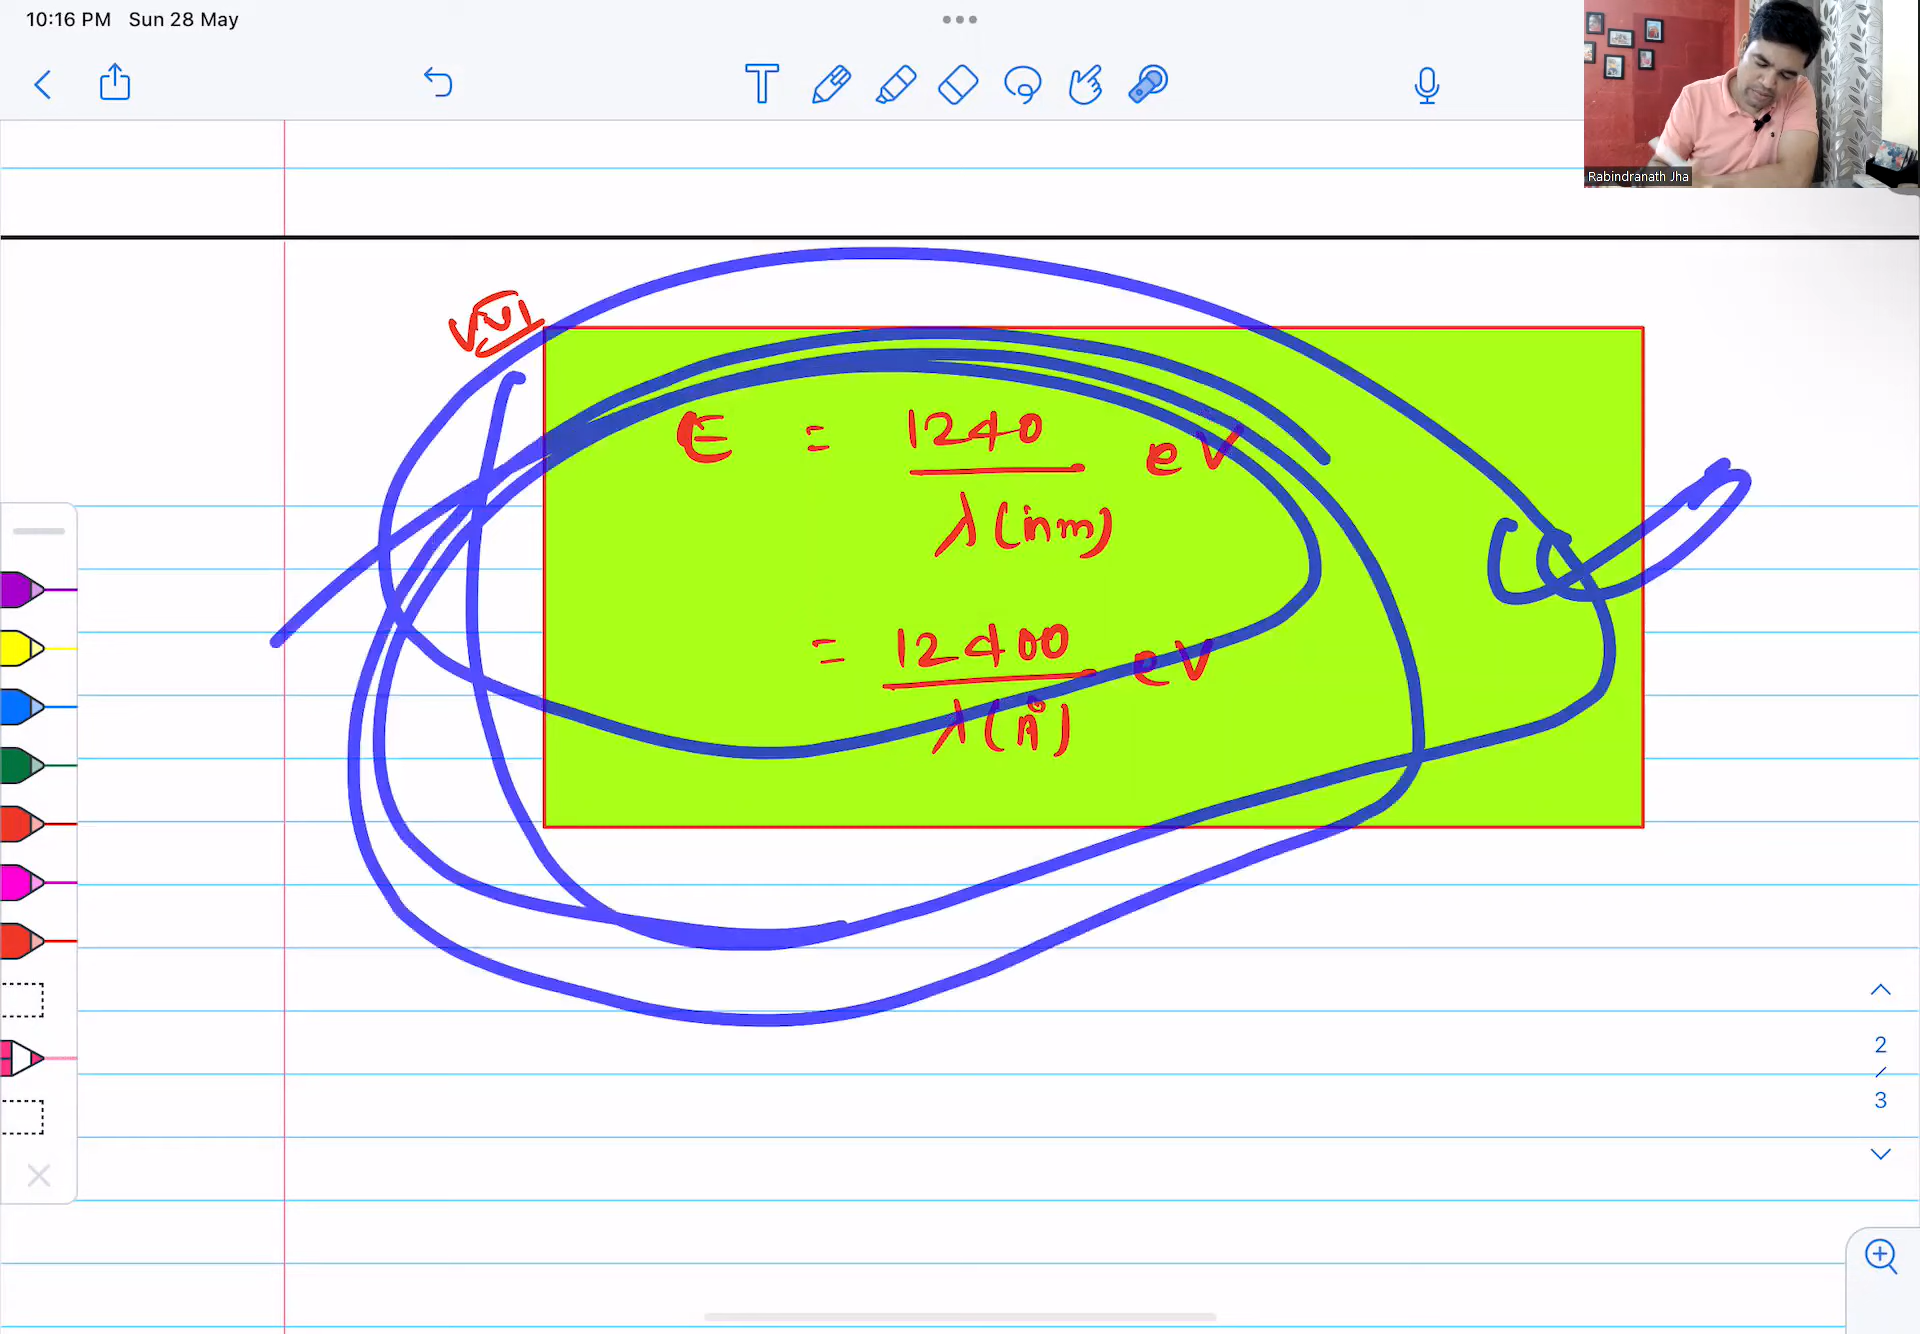 10:16 PM Sun 28 May
Rabindranath Jha
VVI
E = 1240 / λ(nm) eV
= 12400 / λ(Å) eV
2
/
3